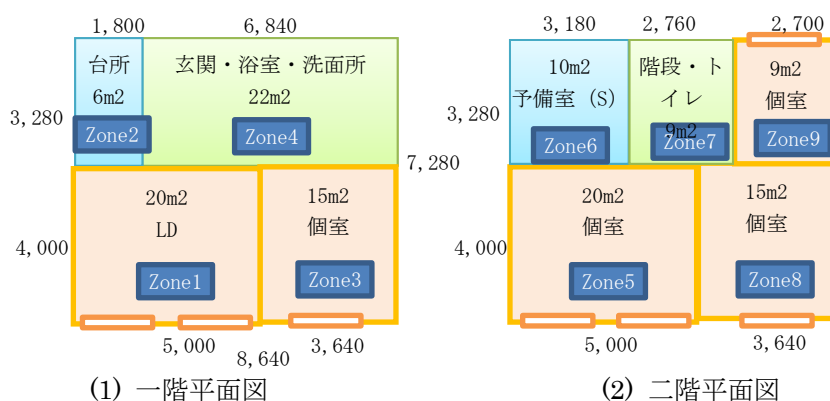 1,800
6,840
台所
6m2
Zone2
玄関・浴室・洗面所
22m2
Zone4
3,280
7,280
20m2
LD
Zone1
15m2
個室
Zone3
4,000
5,000
8,640
3,640
(1) 一階平面図
3,180
2,760
2,700
10m2
予備室 (S)
Zone6
階段・ト
イレ
9m2
Zone7
9m2
個室
Zone9
3,280
20m2
個室
Zone5
15m2
個室
Zone8
4,000
5,000
3,640
(2) 二階平面図